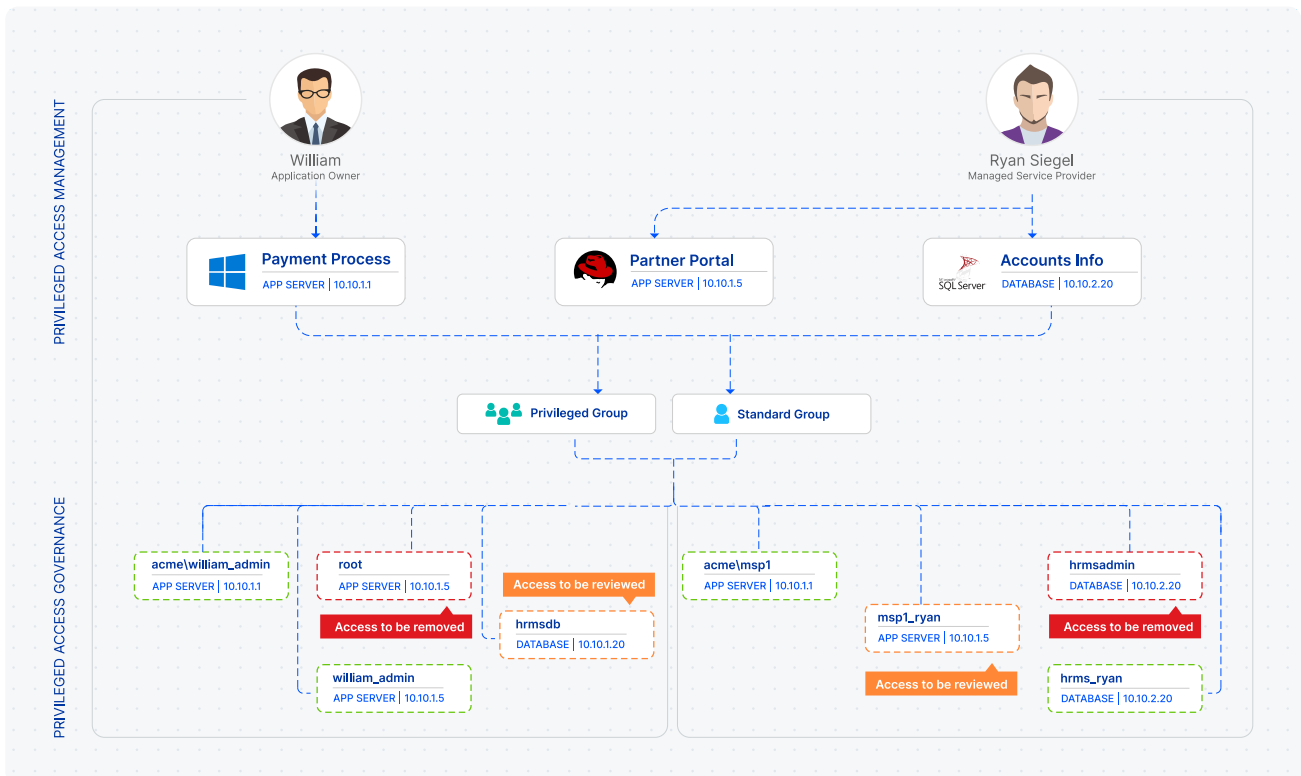 PRIVILEGED ACCESS MANAGEMENT
William
Application Owner
Ryan Siegel
Managed Service Provider
Payment Process
APP SERVER | 10.10.1.1
Partner Portal
APP SERVER | 10.10.1.5
SQL Server
Accounts Info
DATABASE | 10.10.2.20
Privileged Group
Standard Group
PRIVILEGED ACCESS GOVERNANCE
acme\william_admin
APP SERVER | 10.10.1.1
root
APP SERVER | 10.10.1.5
Access to be removed
Access to be reviewed
hrmsdb
DATABASE | 10.10.1.20
william_admin
APP SERVER | 10.10.1.5
acme\msp1
APP SERVER | 10.10.1.1
msp1_ryan
APP SERVER | 10.10.1.5
Access to be reviewed
hrmsadmin
DATABASE | 10.10.2.20
Access to be removed
hrms_ryan
DATABASE | 10.10.2.20